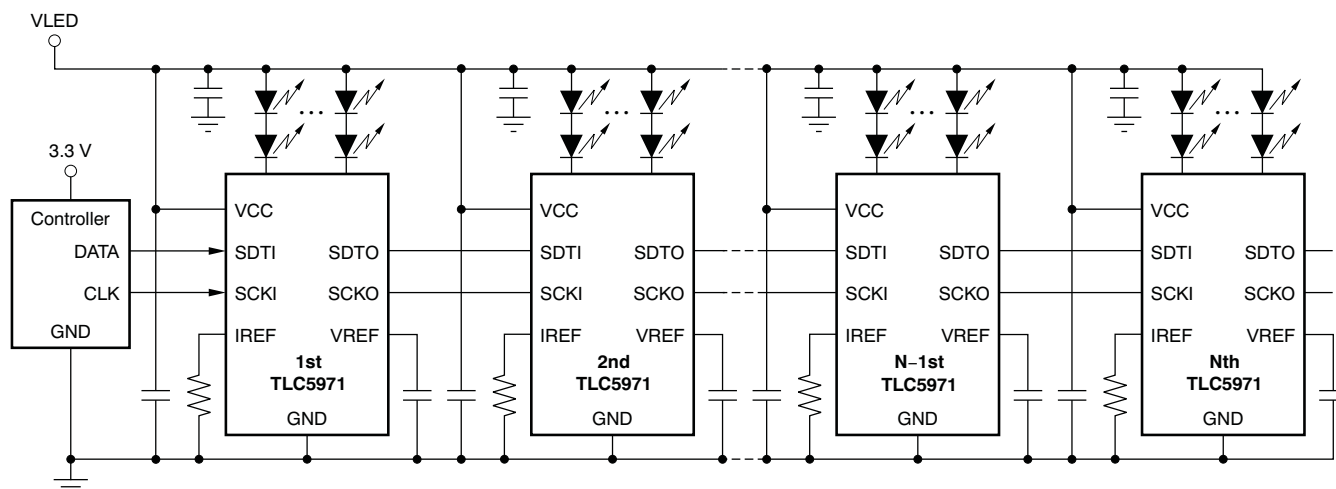 VLED
... ... ... ...
3.3 V
Controller
DATA
CLK
GND
VCC
SDTI SDTO
SCKI SCKO
IREF VREF
1st
TLC5971
GND
VCC
SDTI SDTO
SCKI SCKO
IREF VREF
2nd
TLC5971
GND
VCC
SDTI SDTO
SCKI SCKO
IREF VREF
N–1st
TLC5971
GND
VCC
SDTI SDTO
SCKI SCKO
IREF VREF
Nth
TLC5971
GND